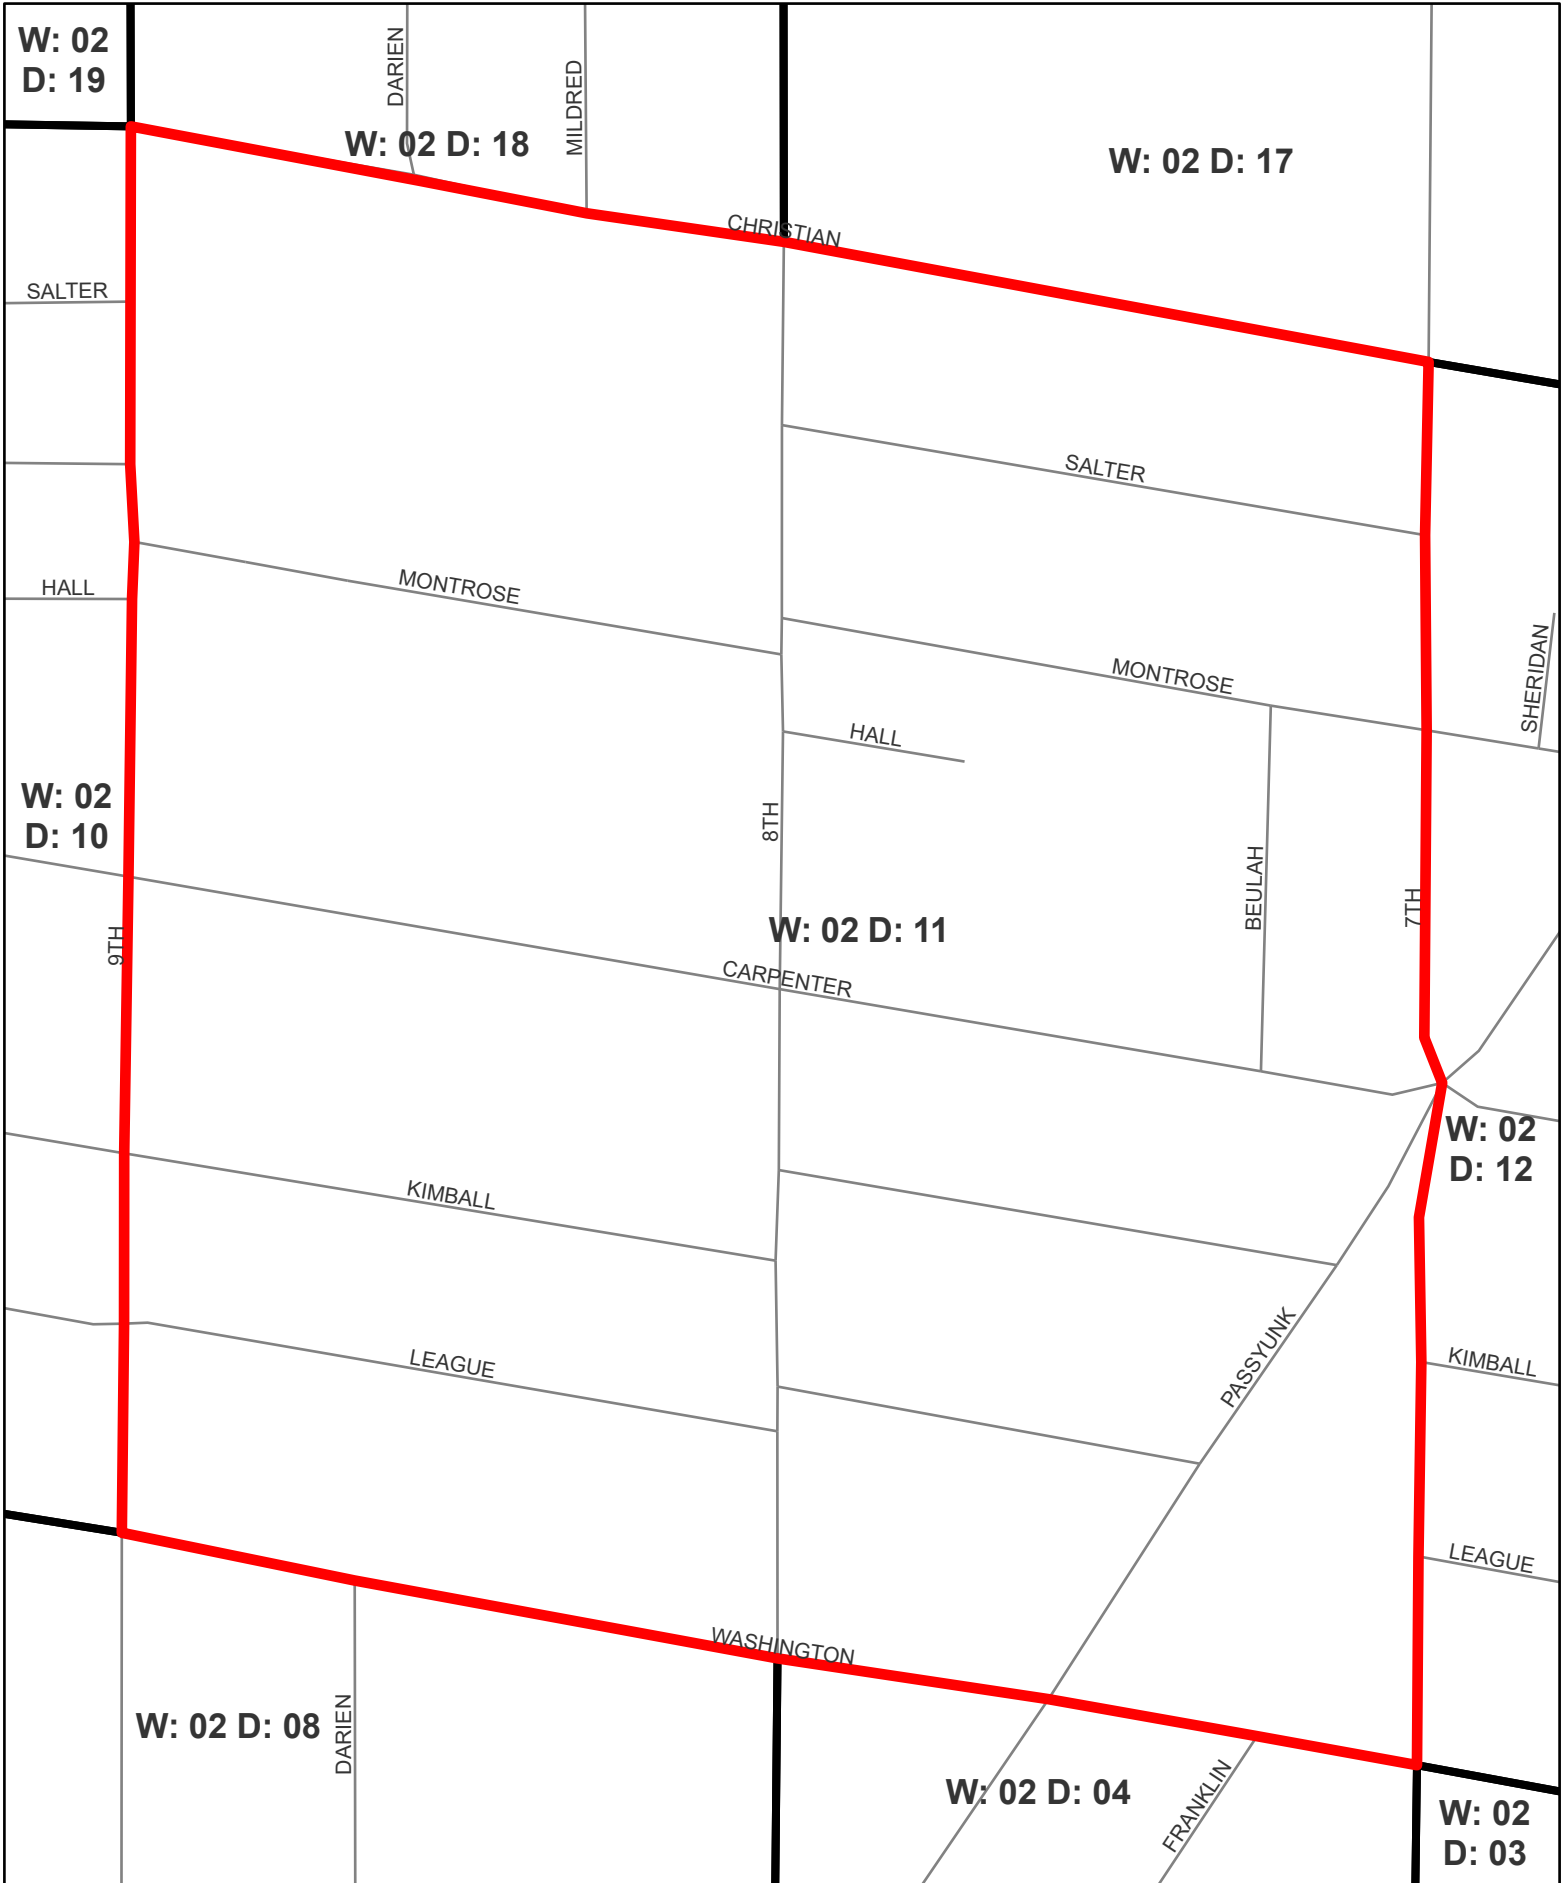 W: 02
D: 19
DARIEN
MILDRED
W: 02 D: 18
W: 02 D: 17
CHRISTIAN
SALTER
SALTER
HALL
MONTROSE
MONTROSE
SHERIDAN
HALL
W: 02
D: 10
8TH
BEULAH
7TH
9TH
W: 02 D: 11
CARPENTER
W: 02
D: 12
KIMBALL
PASSYUNK
LEAGUE
KIMBALL
LEAGUE
WASHINGTON
W: 02 D: 08
DARIEN
W: 02 D: 04
FRANKLIN
W: 02
D: 03